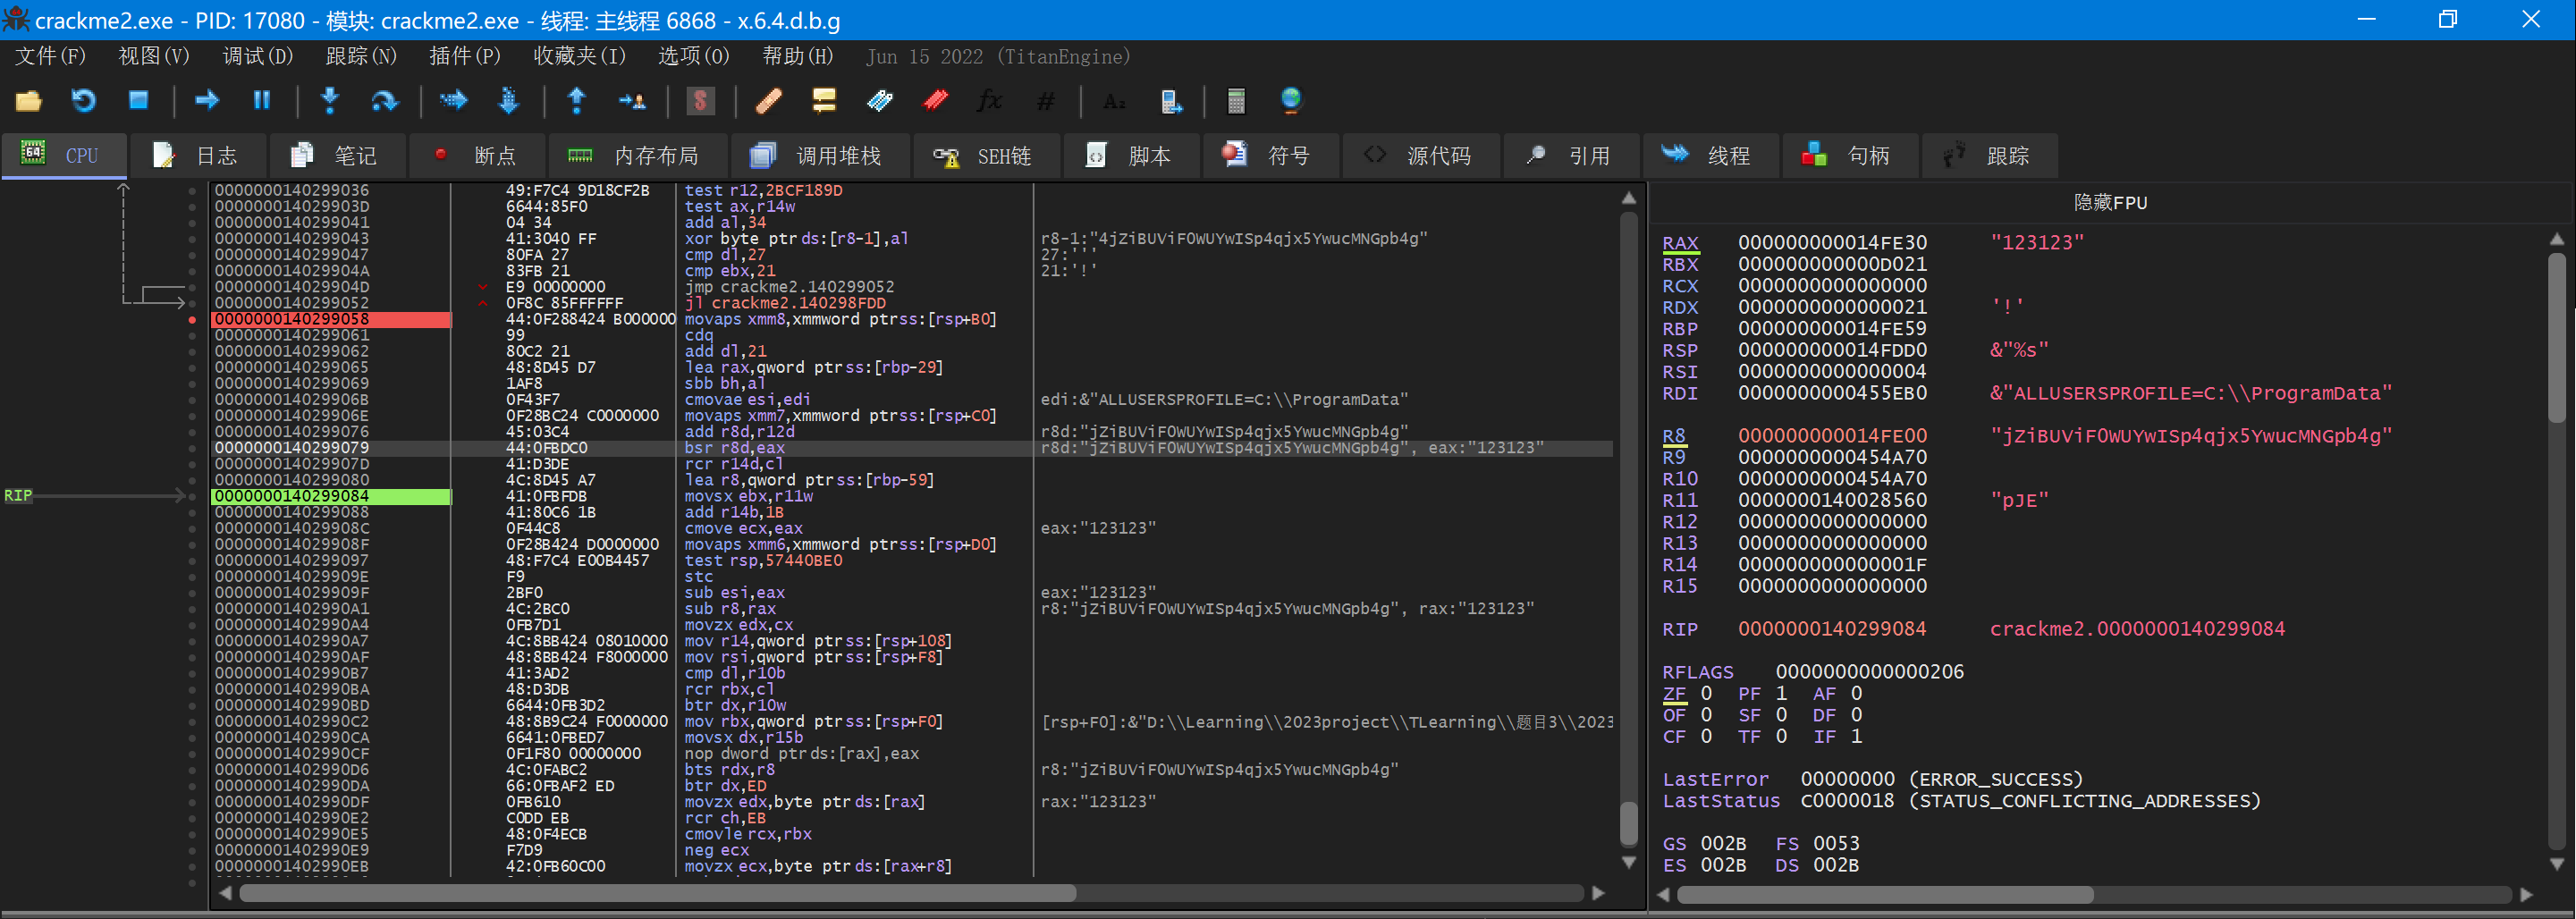 crackme2.exe - PID: 17080 - 模块: crackme2.exe - 线程: 主线程 6868 - x.6.4.d.b.g
文件(F) 视图(V) 调试(D) 跟踪(N) 插件(P) 收藏夹(I) 选项(O) 帮助(H) Jun 15 2022 (TitanEngine)
CPU 日志 笔记 断点 内存布局 调用堆栈 SEH链 脚本 符号 源代码 引用 线程 句柄 跟踪
0000000140299036 49:F7C4 9D18CF2B test r12,2BCF189D
000000014029903D 6644:85F0 test ax,r14w
0000000140299041 04 34 add al,34
0000000140299043 41:3040 FF xor byte ptr ds:[r8-1],al r8-1:"4jZiBUViF0WUYwISp4qjx5YwucMNGpb4g"
0000000140299047 80FA 27 cmp dl,27 27:'''
000000014029904A 83FB 21 cmp ebx,21 21:'!'
000000014029904D E9 00000000 jmp crackme2.140299052
0000000140299052 0F8C 85FFFFFF jl crackme2.140298FDD
0000000140299058 44:0F288424 B000000 movaps xmm8,xmmword ptr ss:[rsp+B0]
0000000140299061 99 cdq
0000000140299062 80C2 21 add dl,21
0000000140299065 48:8D45 D7 lea rax,qword ptr ss:[rbp-29]
0000000140299069 1AF8 sbb bh,al
000000014029906B 0F43F7 cmovae esi,edi edi:&"ALLUSERSPROFILE=C:\\ProgramData"
000000014029906E 0F28BC24 C0000000 movaps xmm7,xmmword ptr ss:[rsp+C0]
0000000140299076 45:03C4 add r8d,r12d r8d:"jZiBUViF0WUYwISp4qjx5YwucMNGpb4g"
0000000140299079 44:0FBDC0 bsr r8d,eax r8d:"jZiBUViF0WUYwISp4qjx5YwucMNGpb4g", eax:"123123"
000000014029907D 41:D3DE rcr r14d,cl
0000000140299080 4C:8D45 A7 lea r8,qword ptr ss:[rbp-59]
RIP 0000000140299084 41:0FBFDB movsx ebx,r11w
0000000140299088 41:80C6 1B add r14b,1B
000000014029908C 0F44C8 cmove ecx,eax eax:"123123"
000000014029908F 0F28B424 D0000000 movaps xmm6,xmmword ptr ss:[rsp+D0]
0000000140299097 48:F7C4 E00B4457 test rsp,57440BE0
000000014029909E F9 stc
000000014029909F 2BF0 sub esi,eax eax:"123123"
00000001402990A1 4C:2BC0 sub r8,rax r8:"jZiBUViF0WUYwISp4qjx5YwucMNGpb4g", rax:"123123"
00000001402990A4 0FB7D1 movzx edx,cx
00000001402990A7 4C:8BB424 08010000 mov r14,qword ptr ss:[rsp+108]
00000001402990AF 48:8BB424 F8000000 mov rsi,qword ptr ss:[rsp+F8]
00000001402990B7 41:3AD2 cmp dl,r10b
00000001402990BA 48:D3DB rcr rbx,cl
00000001402990BD 6644:0FB3D2 btr dx,r10w
00000001402990C2 48:8B9C24 F0000000 mov rbx,qword ptr ss:[rsp+F0] [rsp+F0]:&"D:\\Learning\\2023project\\TLearning\\题目3\\2023
00000001402990CA 6641:0FBED7 movsx dx,r15b
00000001402990CF 0F1F80 00000000 nop dword ptr ds:[rax],eax
00000001402990D6 4C:0FABC2 bts rdx,r8 r8:"jZiBUViF0WUYwISp4qjx5YwucMNGpb4g"
00000001402990DA 66:0FBAF2 ED btr dx,ED
00000001402990DF 0FB610 movzx edx,byte ptr ds:[rax] rax:"123123"
00000001402990E2 C0DD EB rcr ch,EB
00000001402990E5 48:0F4ECB cmovle rcx,rbx
00000001402990E9 F7D9 neg ecx
00000001402990EB 42:0FB60C00 movzx ecx,byte ptr ds:[rax+r8]
隐藏FPU
RAX 000000000014FE30 "123123"
RBX 000000000000D021
RCX 0000000000000000
RDX 0000000000000021 '!'
RBP 000000000014FE59
RSP 000000000014FDD0 &"%s"
RSI 0000000000000004
RDI 0000000000455EB0 &"ALLUSERSPROFILE=C:\\ProgramData"
R8 000000000014FE00 "jZiBUViF0WUYwISp4qjx5YwucMNGpb4g"
R9 0000000000454A70
R10 0000000000454A70
R11 0000000140028560 "pJE"
R12 0000000000000000
R13 0000000000000000
R14 000000000000001F
R15 0000000000000000
RIP 0000000140299084 crackme2.0000000140299084
RFLAGS 0000000000000206
ZF 0 PF 1 AF 0
OF 0 SF 0 DF 0
CF 0 TF 0 IF 1
LastError 00000000 (ERROR_SUCCESS)
LastStatus C0000018 (STATUS_CONFLICTING_ADDRESSES)
GS 002B FS 0053
ES 002B DS 002B